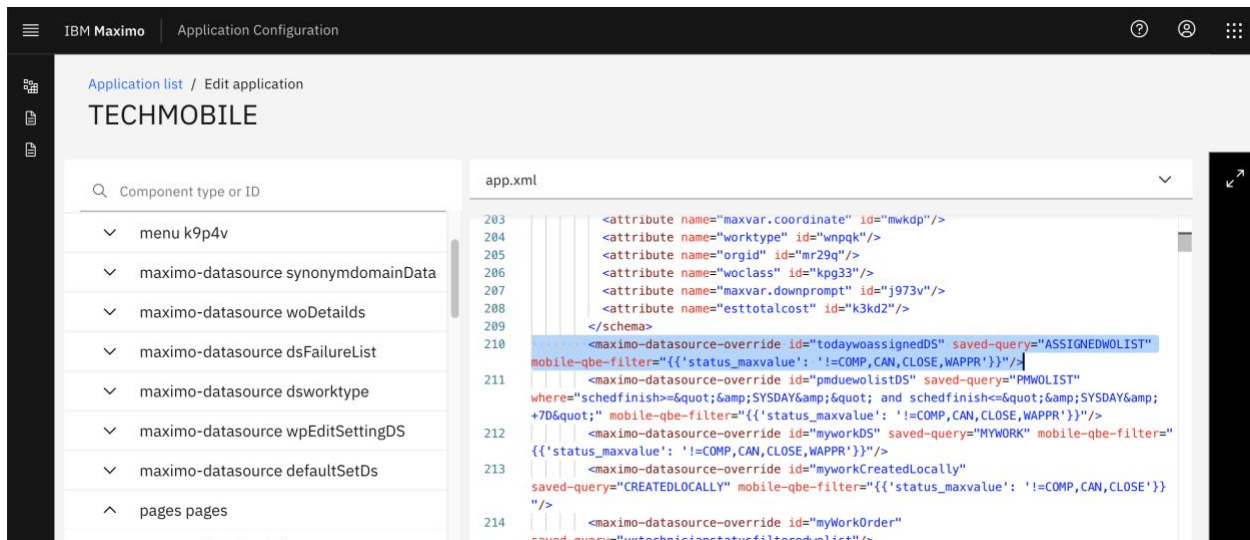 IBM Maximo Application Configuration
Application list / Edit application
TECHMOBILE
Component type or ID
menu k9p4v
maximo-datasource synonymdomainData
maximo-datasource woDetailds
maximo-datasource dsFailureList
maximo-datasource dsworktype
maximo-datasource wpEditSettingDS
maximo-datasource defaultSetDs
pages pages
app.xml
203 <attribute name="maxvar.coordinate" id="mwkdp"/>
204 <attribute name="worktype" id="wnpqk"/>
205 <attribute name="orgid" id="mr29q"/>
206 <attribute name="woclass" id="kpg33"/>
207 <attribute name="maxvar.downprompt" id="j973v"/>
208 <attribute name="esttotalcost" id="k3kd2"/>
209 </schema>
210 <maximo-datasource-override id="todaywoassignedDS" saved-query="ASSIGNEDWOLIST"
mobile-qbe-filter="{{'status_maxvalue': '!=COMP,CAN,CLOSE,WAPPR'}}"/>
211 <maximo-datasource-override id="pmduewolistDS" saved-query="PMWOLIST"
where="schedfinish>=&quot;&amp;SYSDAY&amp;&quot; and schedfinish<=&quot;&amp;SYSDAY&amp;
+7D&quot;" mobile-qbe-filter="{{'status_maxvalue': '!=COMP,CAN,CLOSE,WAPPR'}}"/>
212 <maximo-datasource-override id="myworkDS" saved-query="MYWORK" mobile-qbe-filter="
{{'status_maxvalue': '!=COMP,CAN,CLOSE,WAPPR'}}"/>
213 <maximo-datasource-override id="myworkCreatedLocally"
saved-query="CREATEDLOCALLY" mobile-qbe-filter="{{'status_maxvalue': '!=COMP,CAN,CLOSE'}}
"/>
214 <maximo-datasource-override id="myWorkOrder"
saved-query="uxtechnicianstatusfilteredwolist"/>